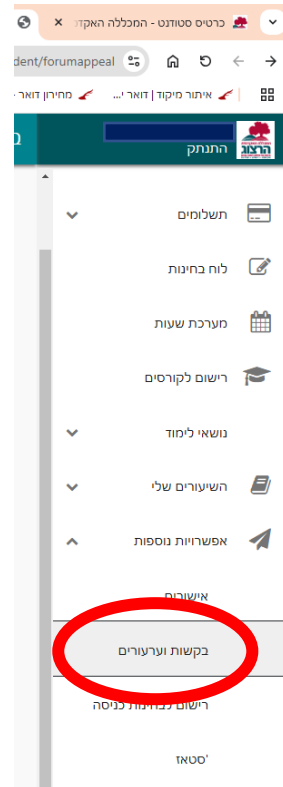 כרטיס סטודנט - המכללה האקד
dent/forumappeal
איתור מיקוד | דואר י...
מחירון דואר
הרצוג
התנתק
תשלומים
לוח בחינות
מערכת שעות
רישום לקורסים
נושאי לימוד
השיעורים שלי
אפשרויות נוספות
אישורים
בקשות וערעורים
רישום לבחינות כניסה
סטאז'